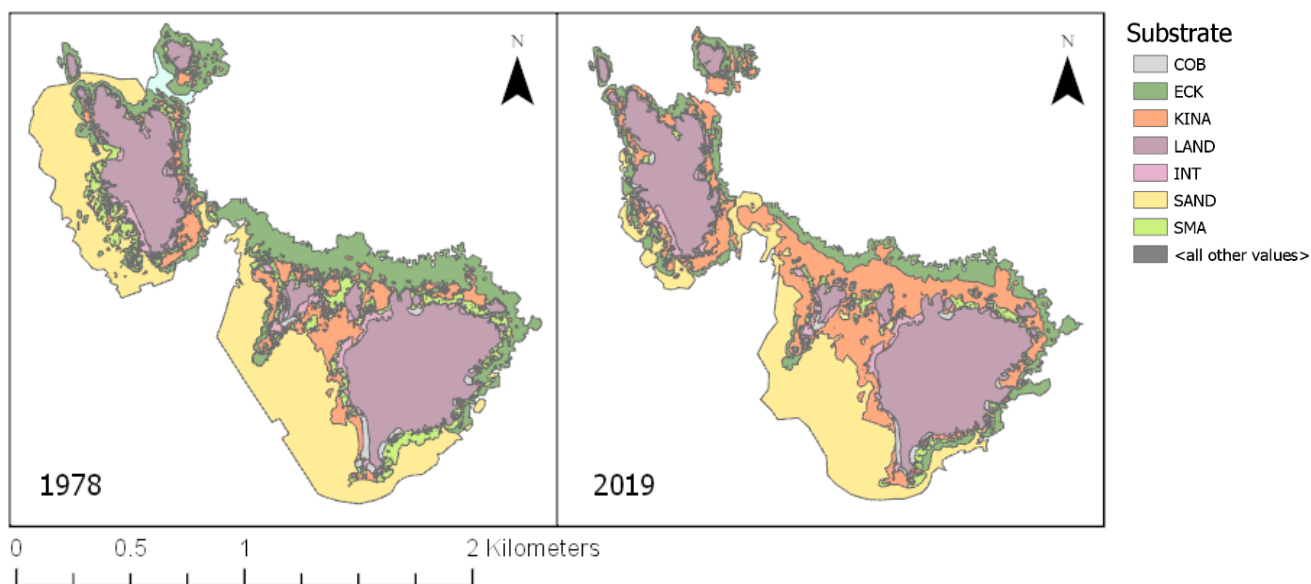 N
N
1978
2019
0 0.5 1 2 Kilometers
Substrate
COB
ECK
KINA
LAND
INT
SAND
SMA
<all other values>